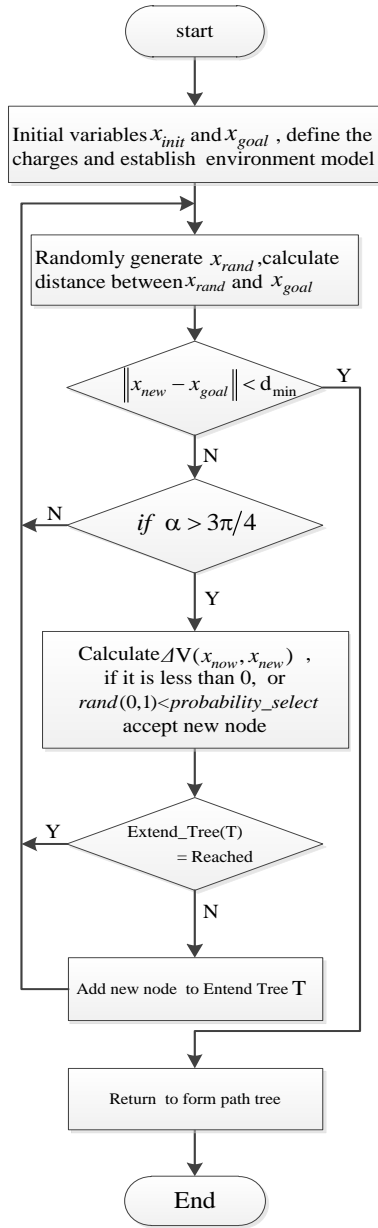 start
Initial variables x_init and x_goal , define the
charges and establish environment model
Randomly generate x_rand ,calculate
distance between x_rand and x_goal
‖x_new − x_goal‖ < d_min
Y
N
if α > 3π/4
N
Y
Calculate ΔV(x_now, x_new) ,
if it is less than 0, or
rand(0,1)<probability_select
accept new node
Extend_Tree(T)
= Reached
Y
N
Add new node to Entend Tree T
Return to form path tree
End